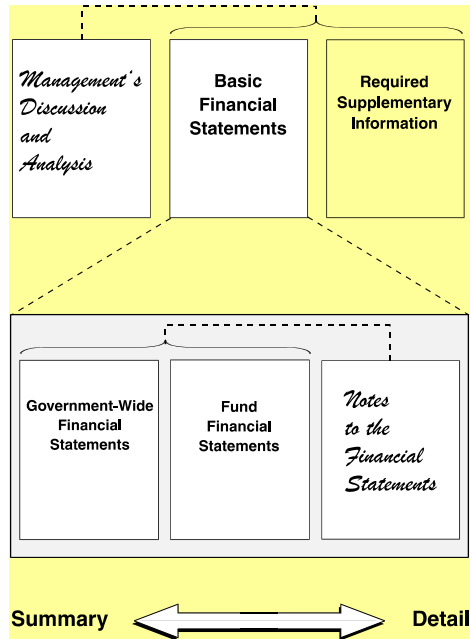 Management's
Discussion
and
Analysis
Basic
Financial
Statements
Required
Supplementary
Information
Government-Wide
Financial
Statements
Fund
Financial
Statements
Notes
to the
Financial
Statements
Summary
Detail